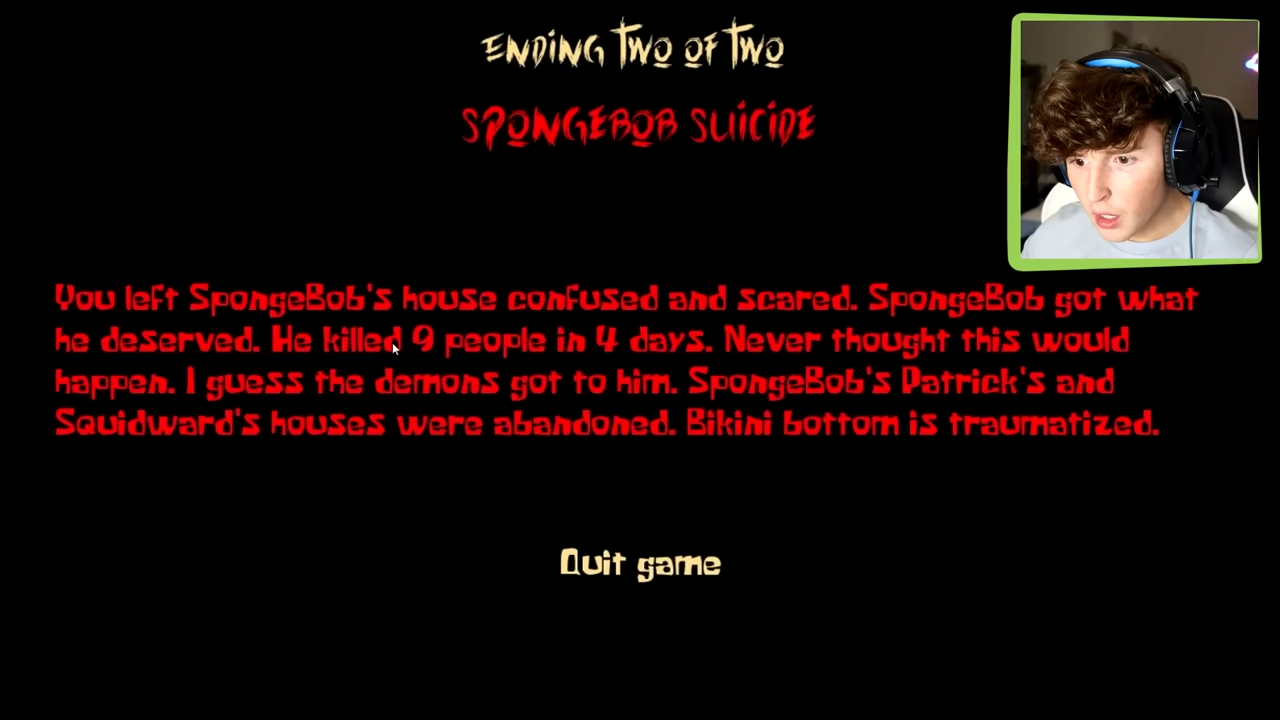 ENDING TWO OF TWO
SPONGEBOB SUICIDE
You left SpongeBob's house confused and scared. SpongeBob got what
he deserved. He killed 9 people in 4 days. Never thought this would
happen. I guess the demons got to him. SpongeBob's Patrick's and
Squidward's houses were abandoned. Bikini bottom is traumatized.
Quit game